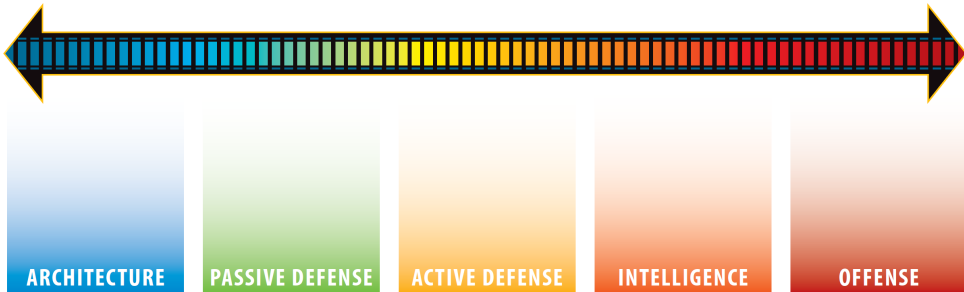 ARCHITECTURE
PASSIVE DEFENSE
ACTIVE DEFENSE
INTELLIGENCE
OFFENSE